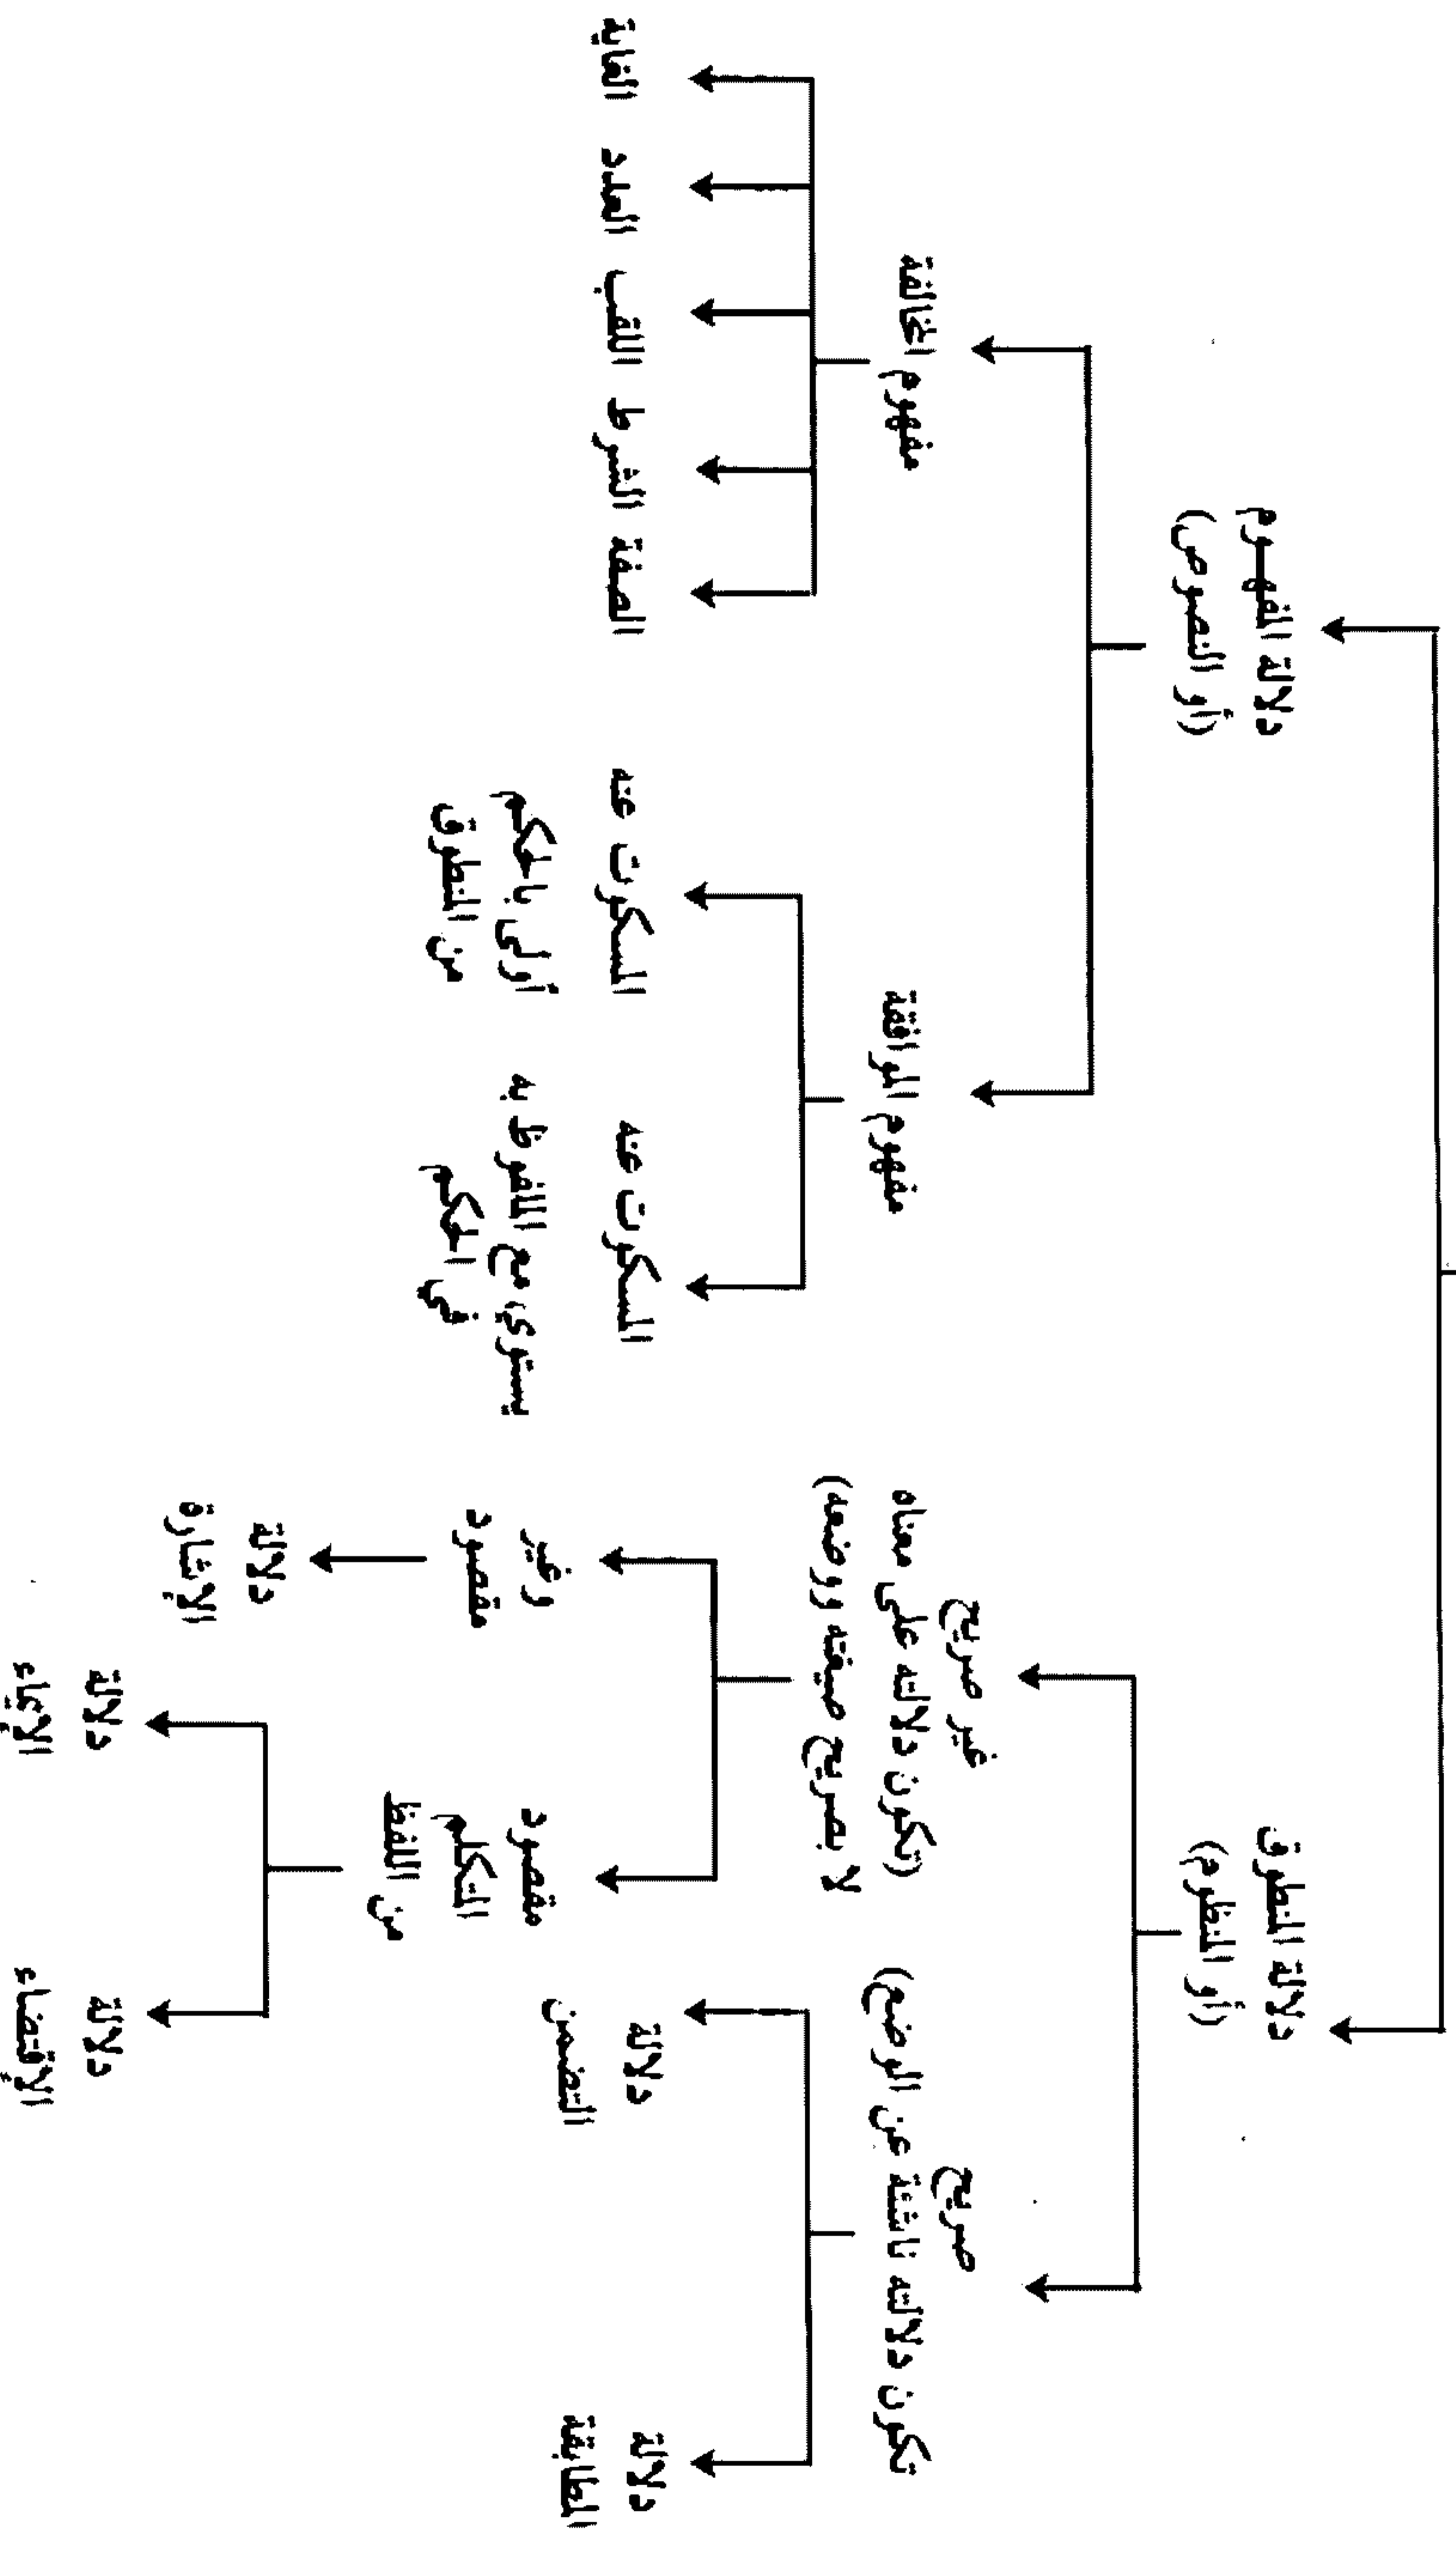 دلالة المنطوق
(أو المنظوم)
دلالة المفهوم
(أو النصوص)
صريح
تكون دلالته ناشئة عن الوضع)
غير صريح
(تكون دلالته على معناه
لا بصريح صيغته ووضعه)
مفهوم الموافقة
مفهوم المخالفة
دلالة
المطابقة
دلالة
التضمن
مقصود
المتكلم
من اللفظ
وغير
مقصود
دلالة
الإقتضاء
دلالة
الإيماء
دلالة
الإشارة
المسكوت عنه
يستوي مع الملفوظ به
في الحكم
المسكوت عنه
أولى بالحكم
من المنطوق
الصفة
الشرط
اللقب
العدد
الغاية